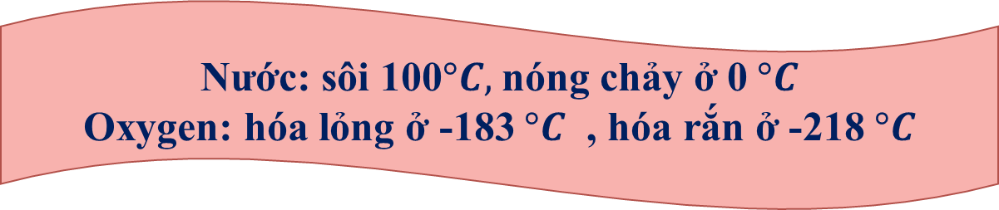 Nước: sôi 100°C, nóng chảy ở 0 °C
Oxygen: hóa lỏng ở -183 °C , hóa rắn ở -218 °C